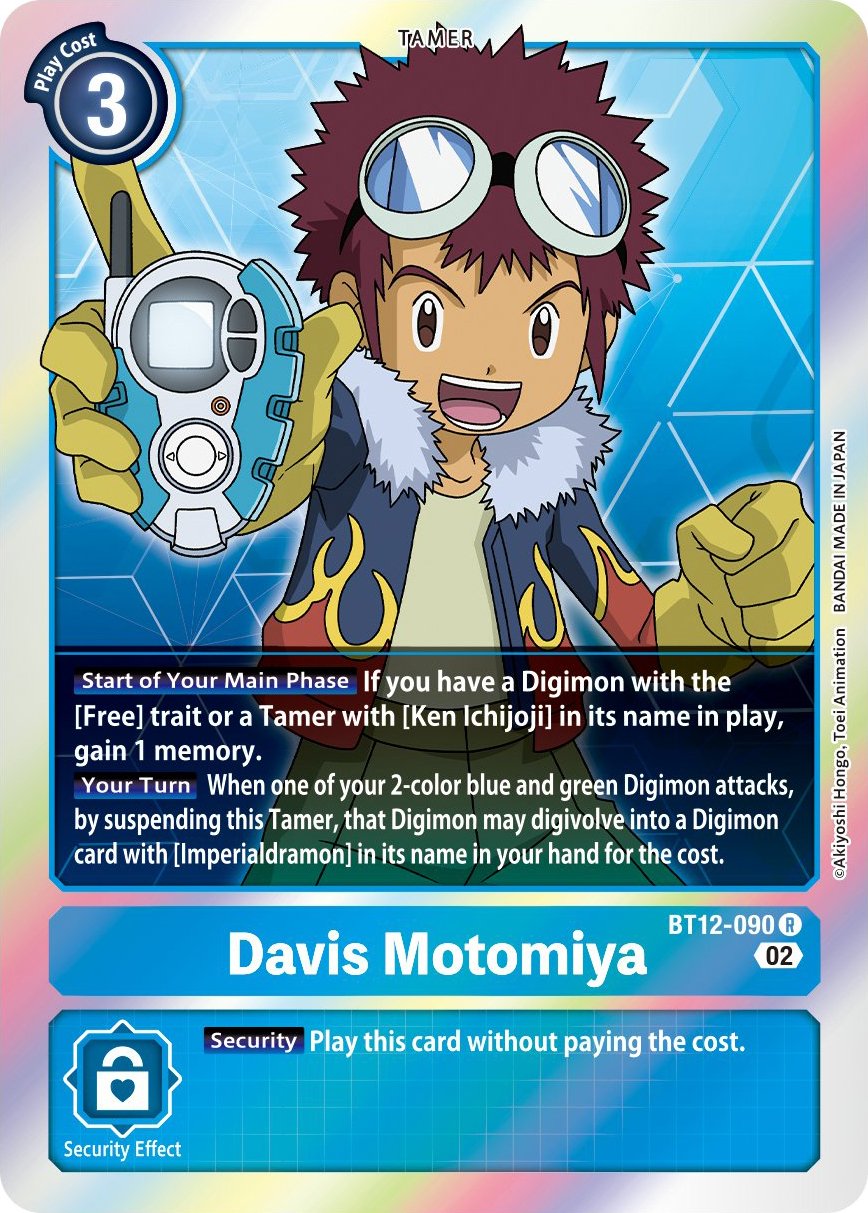 TAMER
Play Cost
3
Start of Your Main Phase If you have a Digimon with the
[Free] trait or a Tamer with [Ken Ichijoji] in its name in play,
gain 1 memory.
Your Turn When one of your 2-color blue and green Digimon attacks,
by suspending this Tamer, that Digimon may digivolve into a Digimon
card with [Imperialdramon] in its name in your hand for the cost.
©Akiyoshi Hongo, Toei Animation BANDAI MADE IN JAPAN
BT12-090 R
02
Davis Motomiya
Security Play this card without paying the cost.
Security Effect